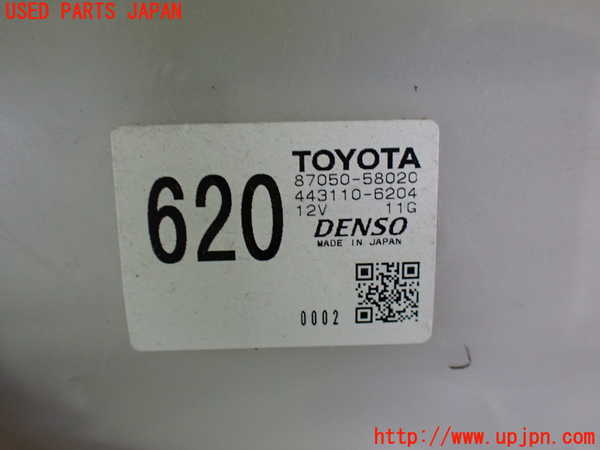 USED PARTS JAPAN
620
TOYOTA
87050-58020
443110-6204
12V 11G
DENSO
MADE IN JAPAN
0002
(c) www.upjpn.com